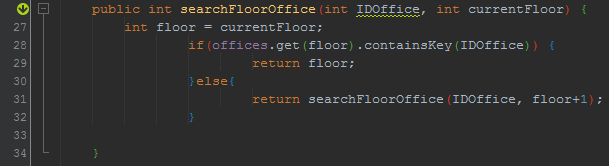 public int searchFloorOffice(int IDOffice, int currentFloor) {
27 int floor = currentFloor;
28 if(offices.get(floor).containsKey(IDOffice)) {
29 return floor;
30 }else{
31 return searchFloorOffice(IDOffice, floor+1);
32 }
33
34 }